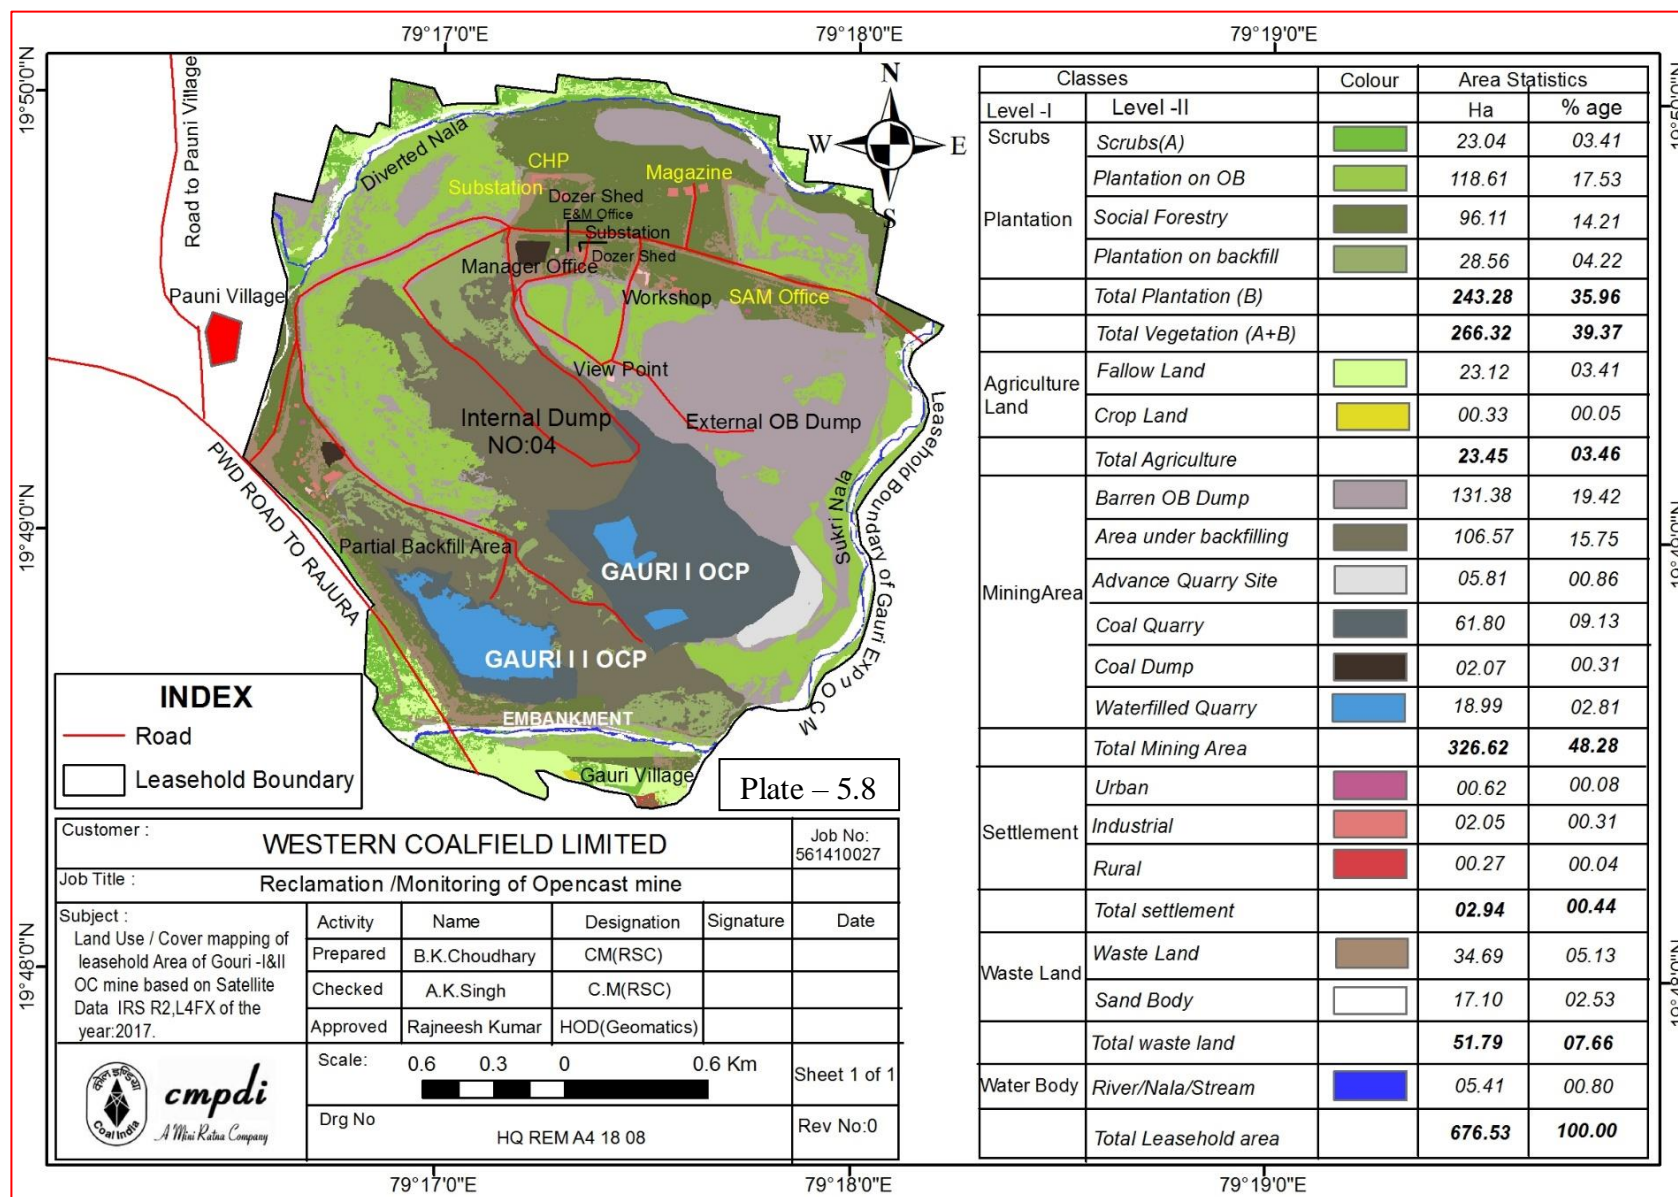 79°17'0"E 79°18'0"E 79°19'0"E
19°50'0"N
19°49'0"N
19°48'0"N
19°50'0"N
19°49'0"N
19°48'0"N
79°17'0"E 79°18'0"E 79°19'0"E
N
W E
S
Road to Pauni Village
Diverted Nala
CHP
Substation
Magazine
Dozer Shed
E&M Office
Substation
Dozer Shed
Manager Office
Pauni Village
Workshop
SAM Office
View Point
Internal Dump
NO:04
External OB Dump
Leasehold Boundary of Gauri Expn O C M
Sukri Nala
PWD ROAD TO RAJURA
Partial Backfill Area
GAURI I OCP
GAURI I I OCP
EMBANKMENT
Gauri Village
INDEX
Road
Leasehold Boundary
Plate – 5.8
Classes Colour Area Statistics
Level -I Level -II Ha % age
Scrubs Scrubs(A) 23.04 03.41
Plantation on OB 118.61 17.53
Plantation Social Forestry 96.11 14.21
Plantation on backfill 28.56 04.22
Total Plantation (B) 243.28 35.96
Total Vegetation (A+B) 266.32 39.37
Agriculture
Land
Fallow Land 23.12 03.41
Crop Land 00.33 00.05
Total Agriculture 23.45 03.46
MiningArea
Barren OB Dump 131.38 19.42
Area under backfilling 106.57 15.75
Advance Quarry Site 05.81 00.86
Coal Quarry 61.80 09.13
Coal Dump 02.07 00.31
Waterfilled Quarry 18.99 02.81
Total Mining Area 326.62 48.28
Settlement
Urban 00.62 00.08
Industrial 02.05 00.31
Rural 00.27 00.04
Total settlement 02.94 00.44
Waste Land
Waste Land 34.69 05.13
Sand Body 17.10 02.53
Total waste land 51.79 07.66
Water Body River/Nala/Stream 05.41 00.80
Total Leasehold area 676.53 100.00
Customer : WESTERN COALFIELD LIMITED
Job No:
561410027
Job Title : Reclamation /Monitoring of Opencast mine
Subject :
Land Use / Cover mapping of
leasehold Area of Gouri -I&II
OC mine based on Satellite
Data IRS R2,L4FX of the
year:2017.
Activity Name Designation Signature Date
Prepared B.K.Choudhary CM(RSC)
Checked A.K.Singh C.M(RSC)
Approved Rajneesh Kumar HOD(Geomatics)
Scale: 0.6 0.3 0 0.6 Km
Sheet 1 of 1
Drg No HQ REM A4 18 08
Rev No:0
कोल इण्डिया
Coal India
cmpdi
A Mini Ratna Company